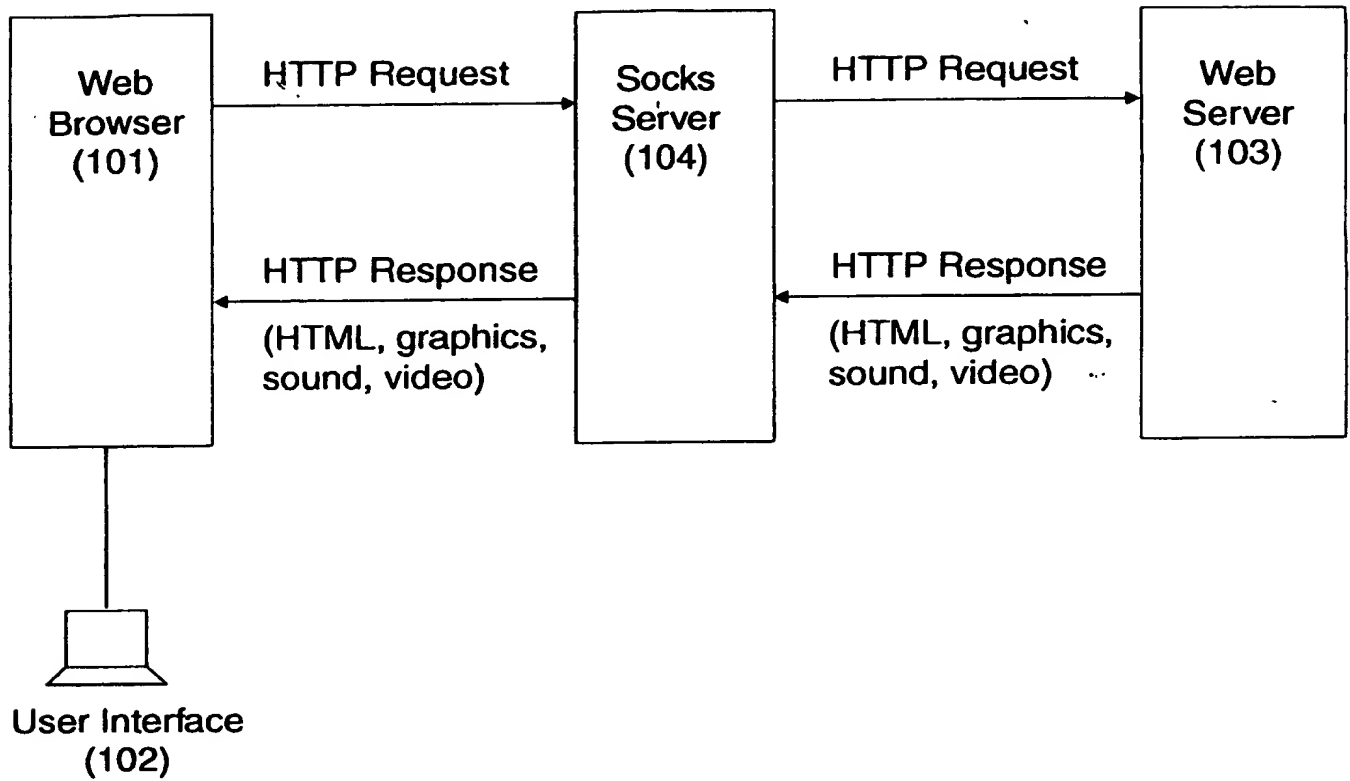 Web
Browser
(101)
HTTP Request
Socks
Server
(104)
HTTP Request
Web
Server
(103)
HTTP Response
(HTML, graphics,
sound, video)
HTTP Response
(HTML, graphics,
sound, video)
User Interface
(102)